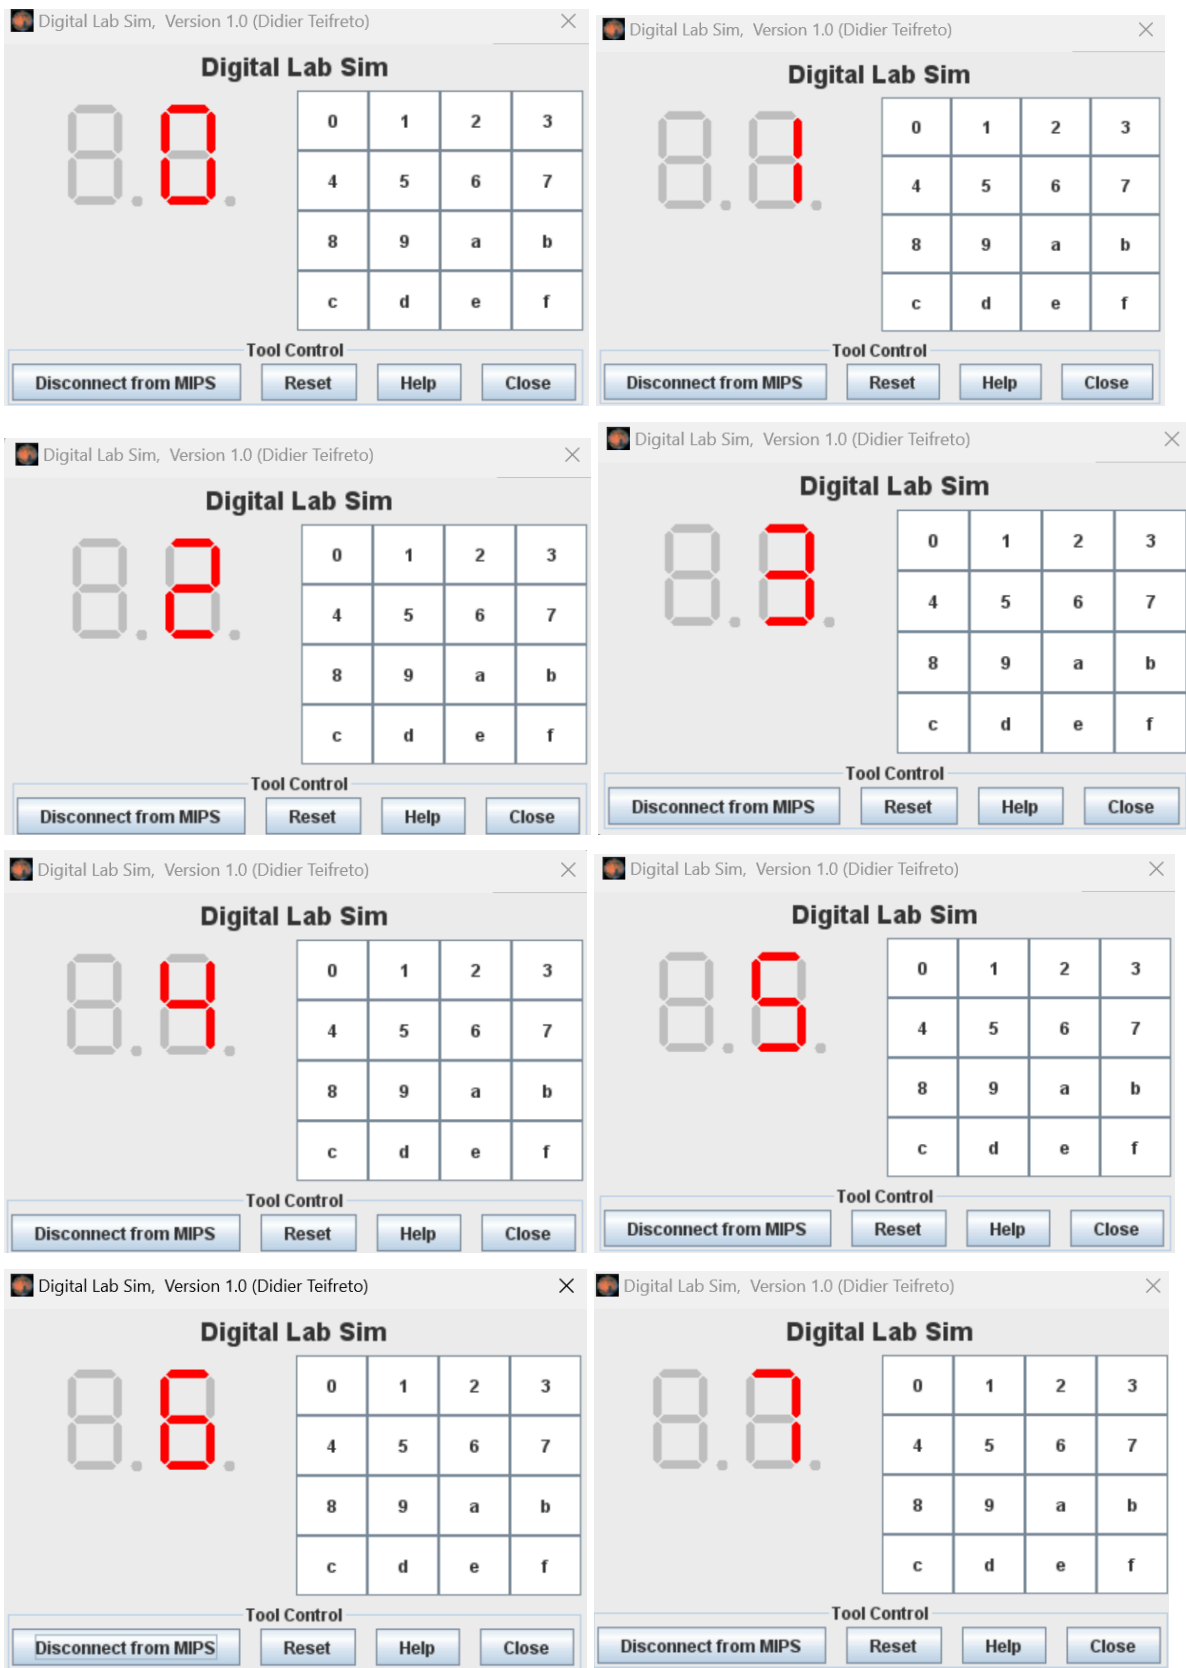 Digital Lab Sim, Version 1.0 (Didier Teifreto)
Digital Lab Sim
0
0 1 2 3
4 5 6 7
8 9 a b
c d e f
Tool Control
Disconnect from MIPS Reset Help Close
Digital Lab Sim, Version 1.0 (Didier Teifreto)
Digital Lab Sim
1
0 1 2 3
4 5 6 7
8 9 a b
c d e f
Tool Control
Disconnect from MIPS Reset Help Close
Digital Lab Sim, Version 1.0 (Didier Teifreto)
Digital Lab Sim
2
0 1 2 3
4 5 6 7
8 9 a b
c d e f
Tool Control
Disconnect from MIPS Reset Help Close
Digital Lab Sim, Version 1.0 (Didier Teifreto)
Digital Lab Sim
3
0 1 2 3
4 5 6 7
8 9 a b
c d e f
Tool Control
Disconnect from MIPS Reset Help Close
Digital Lab Sim, Version 1.0 (Didier Teifreto)
Digital Lab Sim
4
0 1 2 3
4 5 6 7
8 9 a b
c d e f
Tool Control
Disconnect from MIPS Reset Help Close
Digital Lab Sim, Version 1.0 (Didier Teifreto)
Digital Lab Sim
5
0 1 2 3
4 5 6 7
8 9 a b
c d e f
Tool Control
Disconnect from MIPS Reset Help Close
Digital Lab Sim, Version 1.0 (Didier Teifreto)
Digital Lab Sim
6
0 1 2 3
4 5 6 7
8 9 a b
c d e f
Tool Control
Disconnect from MIPS Reset Help Close
Digital Lab Sim, Version 1.0 (Didier Teifreto)
Digital Lab Sim
7
0 1 2 3
4 5 6 7
8 9 a b
c d e f
Tool Control
Disconnect from MIPS Reset Help Close